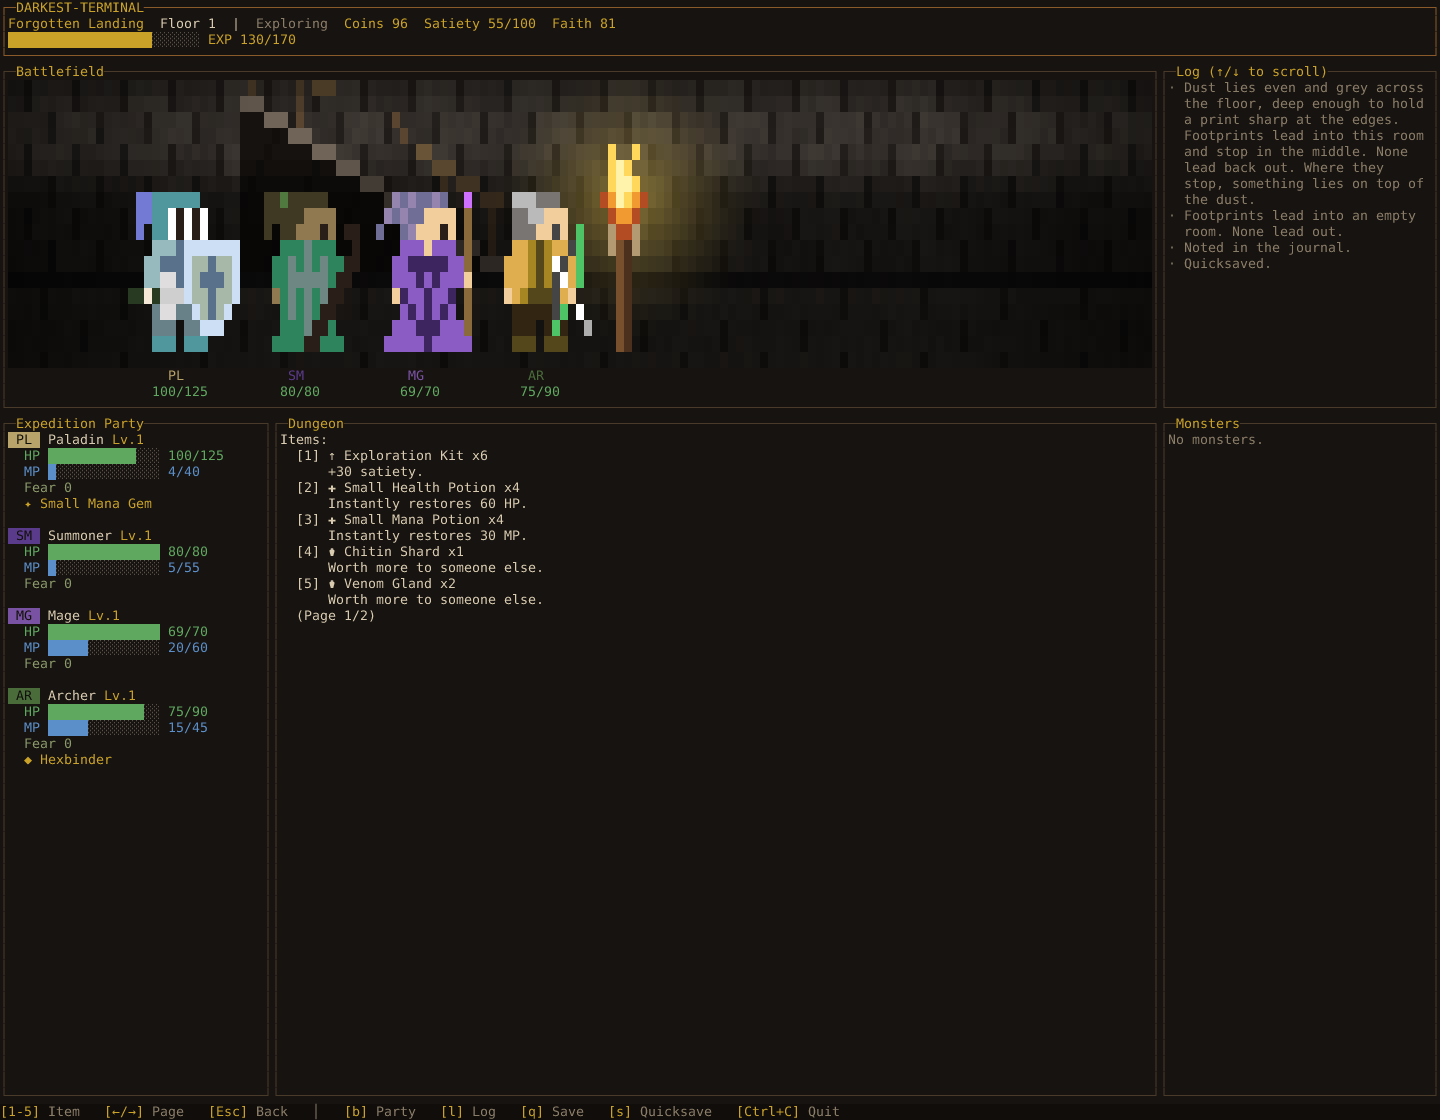 DARKEST-TERMINAL
Forgotten Landing  Floor 1  |  Exploring  Coins 96  Satiety 55/100  Faith 81
EXP 130/170
Battlefield
PL SM MG AR
100/125 80/80 69/70 75/90
Log (↑/↓ to scroll)
· Dust lies even and grey across
the floor, deep enough to hold
a print sharp at the edges.
Footprints lead into this room
and stop in the middle. None
lead back out. Where they
stop, something lies on top of
the dust.
· Footprints lead into an empty
room. None lead out.
· Noted in the journal.
· Quicksaved.
Expedition Party
PL Paladin Lv.1
HP 100/125
MP 4/40
Fear 0
✦ Small Mana Gem
SM Summoner Lv.1
HP 80/80
MP 5/55
Fear 0
MG Mage Lv.1
HP 69/70
MP 20/60
Fear 0
AR Archer Lv.1
HP 75/90
MP 15/45
Fear 0
◆ Hexbinder
Dungeon
Items:
[1] ↑ Exploration Kit x6
+30 satiety.
[2] ✚ Small Health Potion x4
Instantly restores 60 HP.
[3] ✚ Small Mana Potion x4
Instantly restores 30 MP.
[4] Chitin Shard x1
Worth more to someone else.
[5] Venom Gland x2
Worth more to someone else.
(Page 1/2)
Monsters
No monsters.
[1-5] Item  [←/→] Page  [Esc] Back  │  [b] Party  [l] Log  [q] Save  [s] Quicksave  [Ctrl+C] Quit